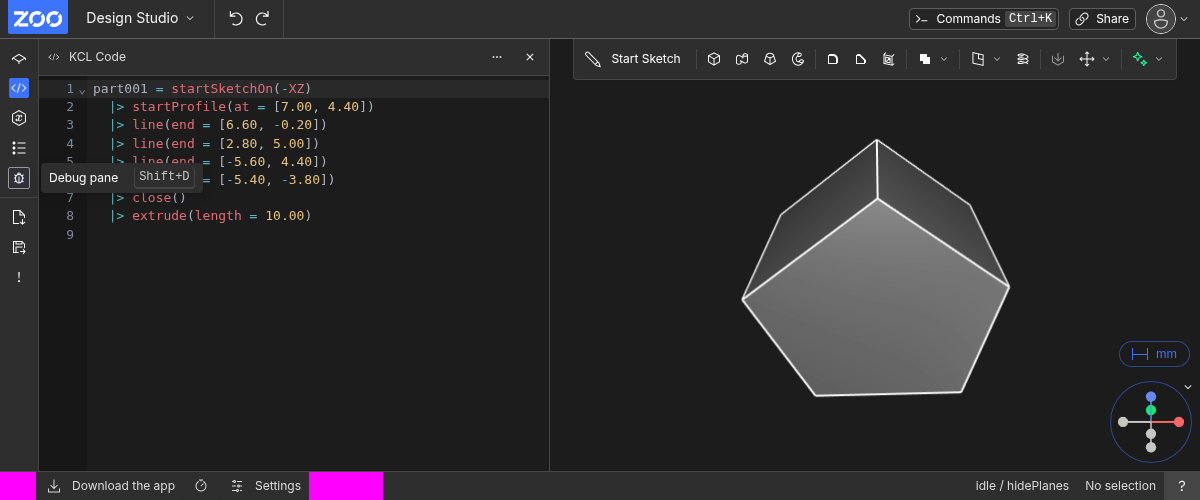 ZOO Design Studio Commands Ctrl+K Share
KCL Code
Start Sketch
1 part001 = startSketchOn(-XZ)
2 |> startProfile(at = [7.00, 4.40])
3 |> line(end = [6.60, -0.20])
4 |> line(end = [2.80, 5.00])
5 |> line(end = [-5.60, 4.40])
Debug pane Shift+D
= [-5.40, -3.80])
7 |> close()
8 |> extrude(length = 10.00)
9
mm
Download the app Settings idle / hidePlanes No selection ?